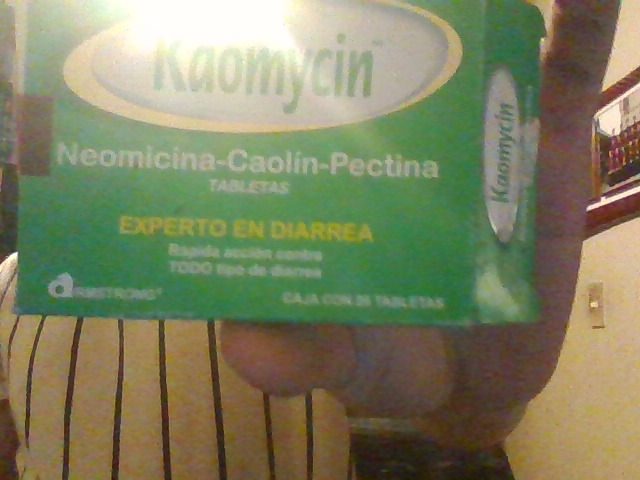 Kaomycin™
Neomicina-Caolín-Pectina
TABLETAS
EXPERTO EN DIARREA
Rapida acción contra
TODO tipo de diarrea
ARMSTRONG
CAJA CON 20 TABLETAS
Kaomycin